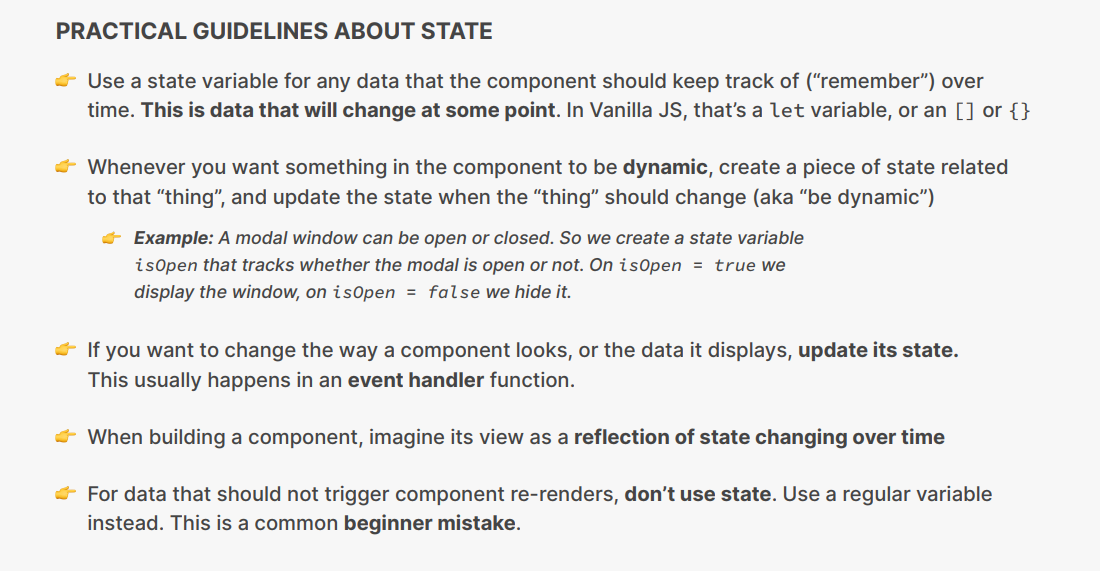 PRACTICAL GUIDELINES ABOUT STATE
👉 Use a state variable for any data that the component should keep track of (“remember”) over
time. This is data that will change at some point. In Vanilla JS, that’s a let variable, or an [] or {}
👉 Whenever you want something in the component to be dynamic, create a piece of state related
to that “thing”, and update the state when the “thing” should change (aka “be dynamic”)
👉 Example: A modal window can be open or closed. So we create a state variable
isOpen that tracks whether the modal is open or not. On isOpen = true we
display the window, on isOpen = false we hide it.
👉 If you want to change the way a component looks, or the data it displays, update its state.
This usually happens in an event handler function.
👉 When building a component, imagine its view as a reflection of state changing over time
👉 For data that should not trigger component re-renders, don’t use state. Use a regular variable
instead. This is a common beginner mistake.